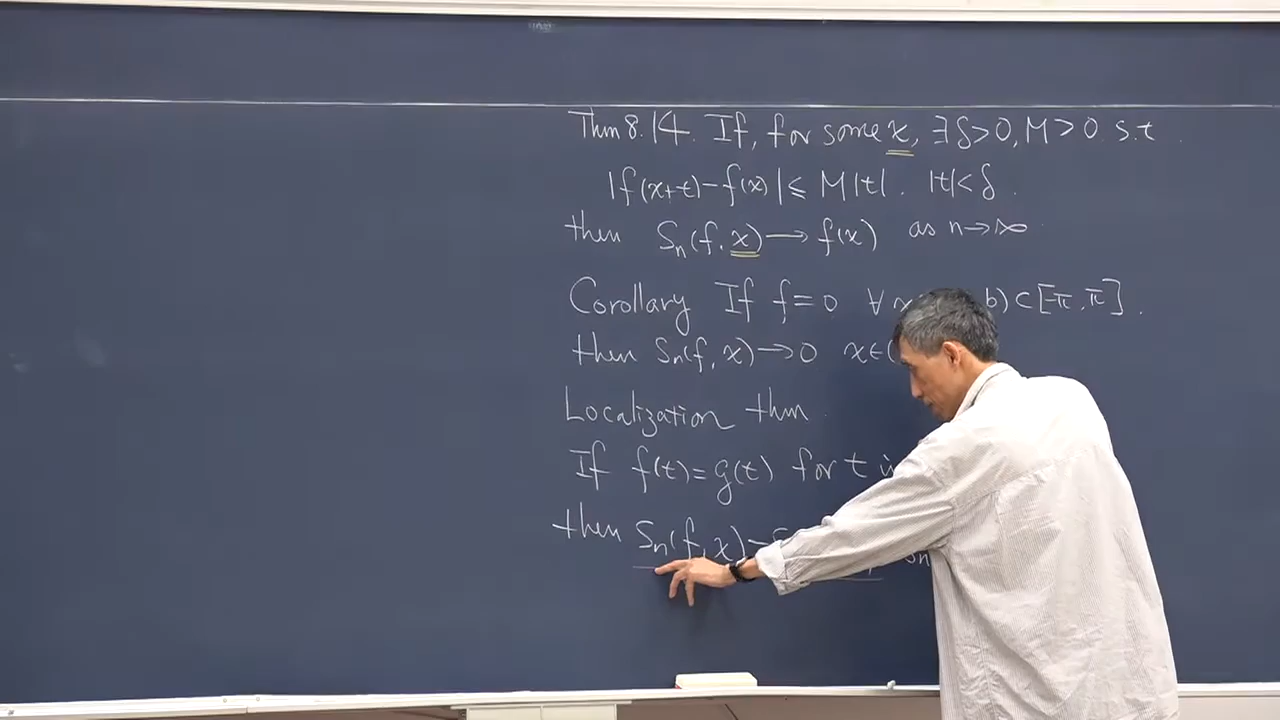 Thm 8.14. If, for some x, ∃ δ>0, M>0 s.t
|f(x+t)-f(x)| ≤ M|t|. |t|<δ.
then Sn(f, x) → f(x) as n→∞
Corollary If f=0 ∀ x b) ⊂ [-π, π].
then Sn(f, x) → 0 x∈(
Localization thm
If f(t)=g(t) for t
then Sn(f, x) -